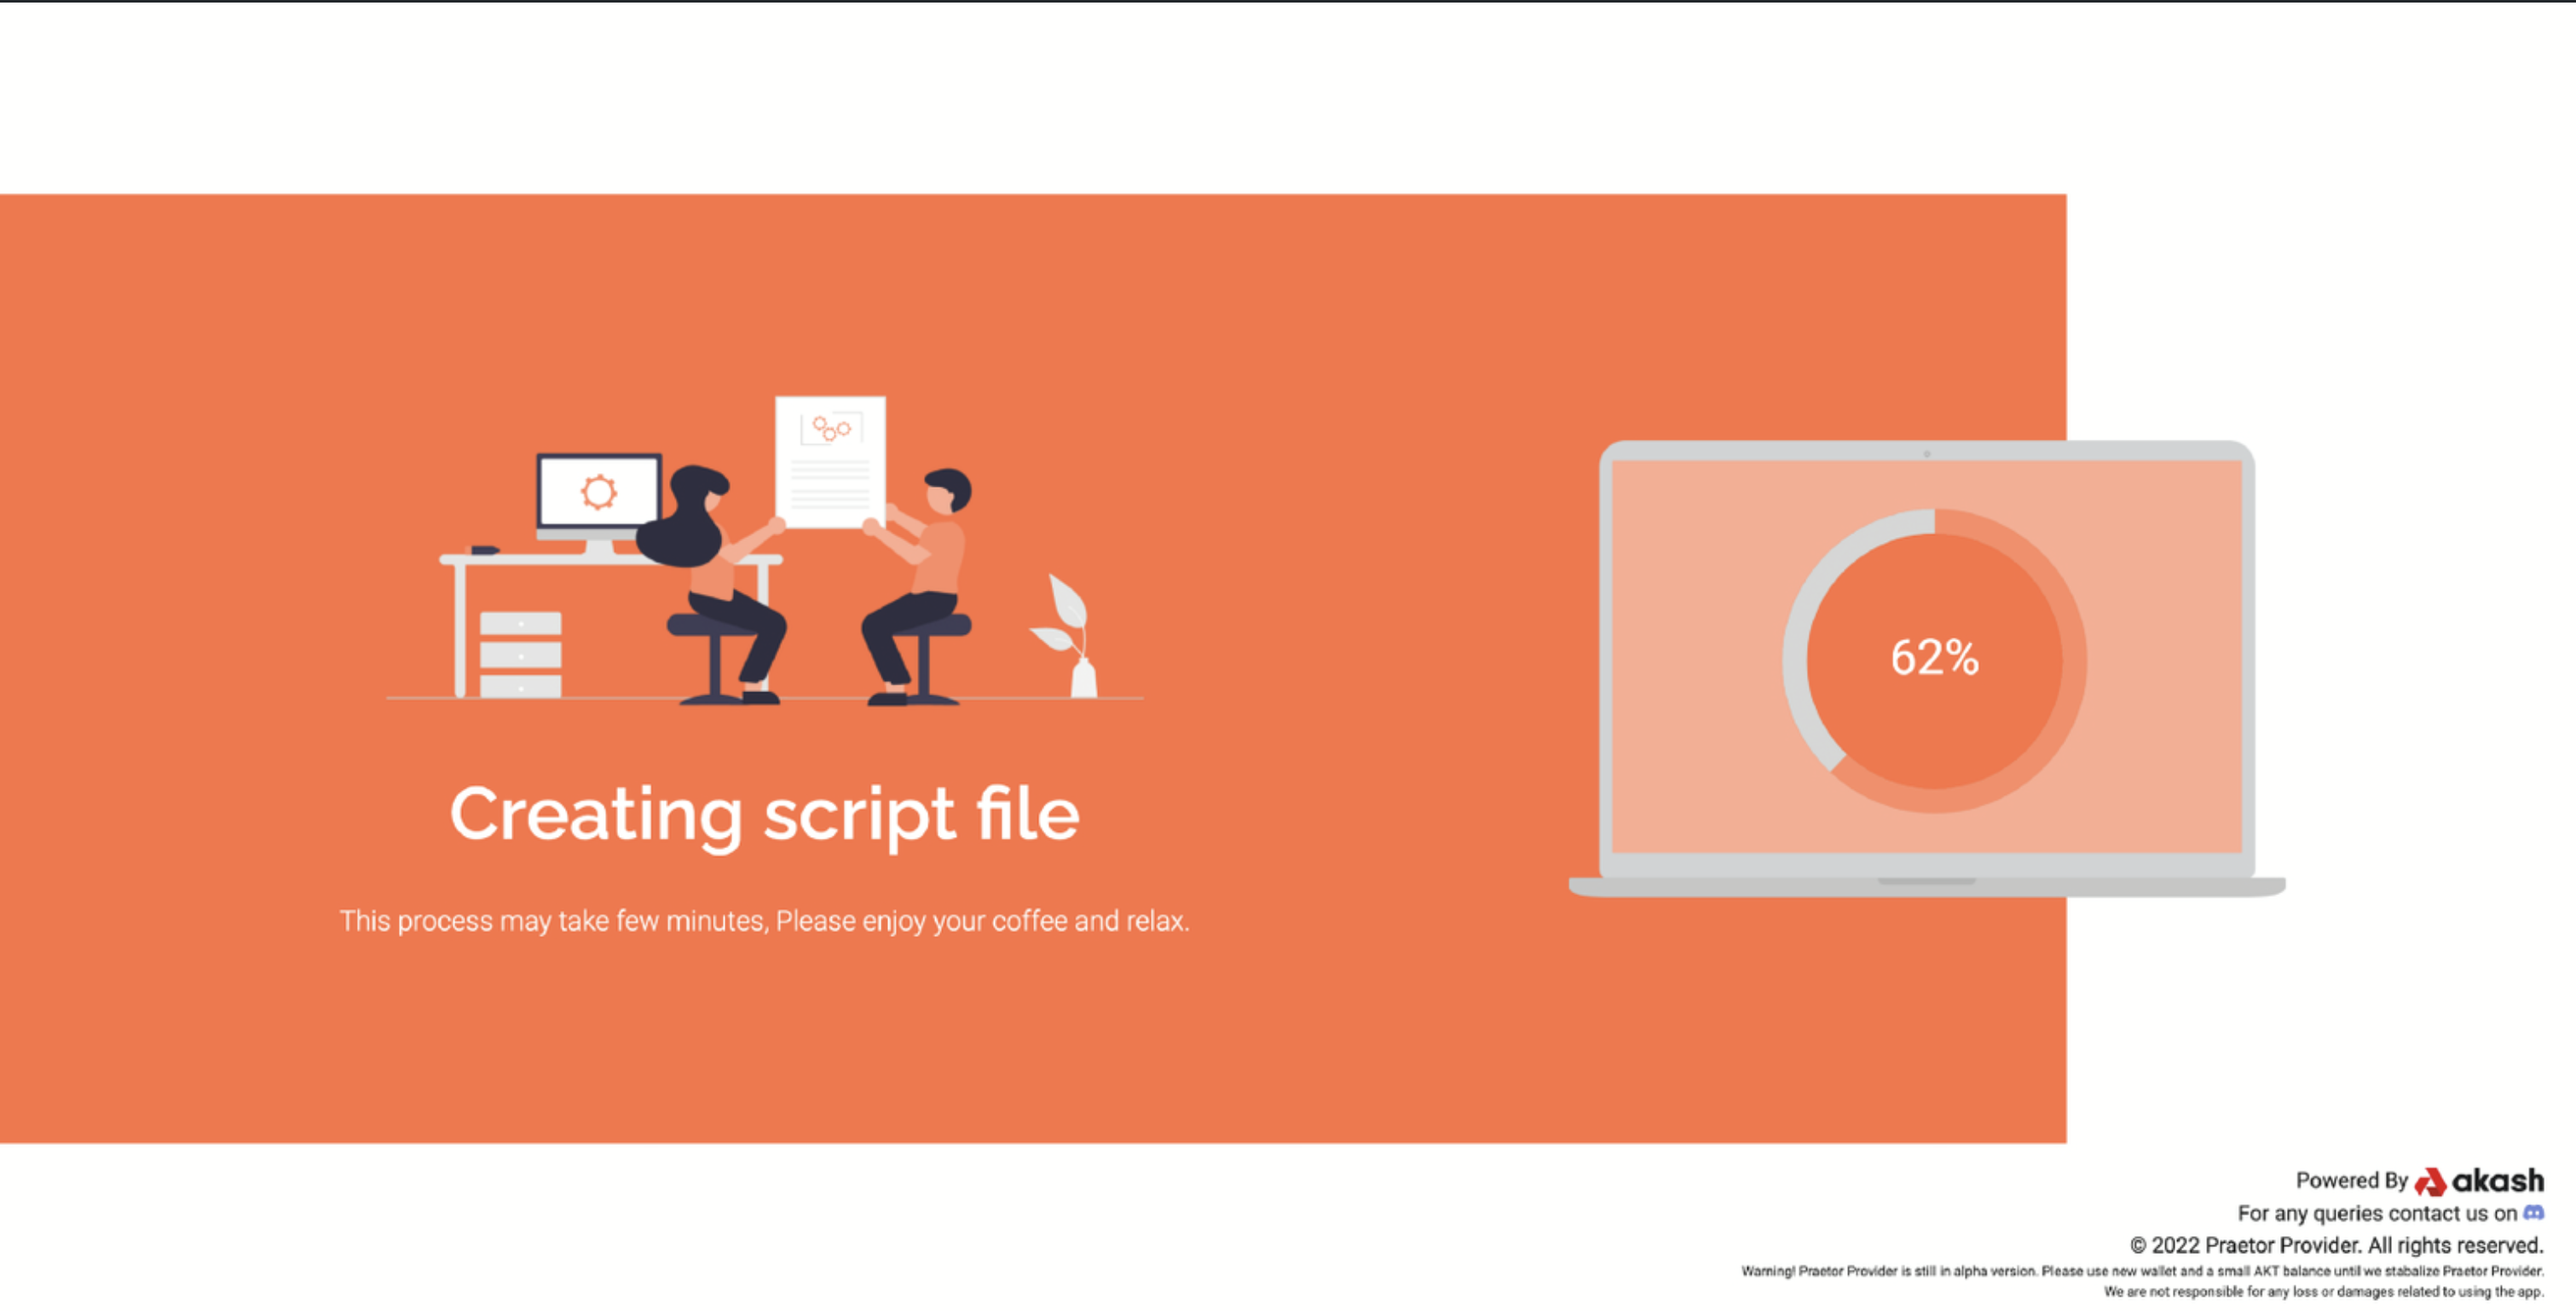 Creating script file
This process may take few minutes, Please enjoy your coffee and relax.
62%
Powered By akash
For any queries contact us on
© 2022 Praetor Provider. All rights reserved.
Warning! Praetor Provider is still in alpha version. Please use new wallet and a small AKT balance until we stabalize Praetor Provider.
We are not responsible for any loss or damages related to using the app.